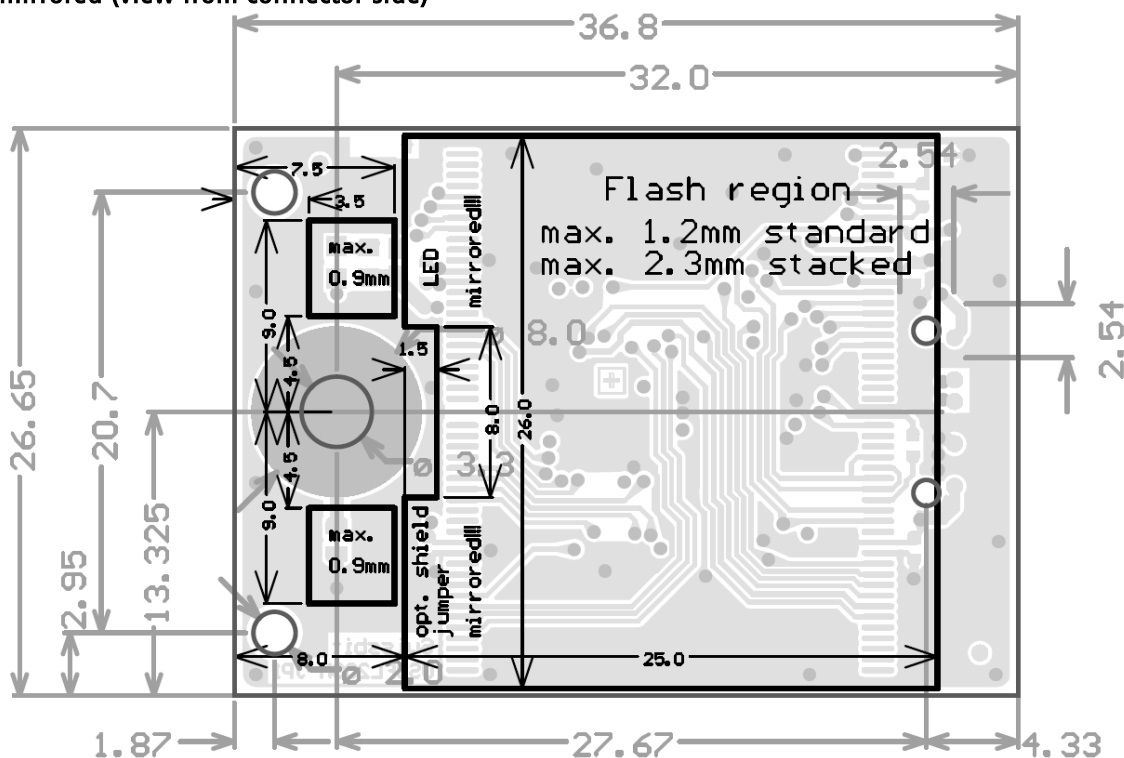 mirrored (view from connector side)
36.8
32.0
7.5
2.54
3.5
Flash region
max. 1.2mm standard
max. 2.3mm stacked
max.
0.9mm
LED
mirrored!!!
9.0
4.5
1.5
ø 8.0
2.54
8.0
26.0
26.65
20.7
ø 3.3
4.5
9.0
13.325
2.95
max.
0.9mm
opt. shield
jumper
mirrored!!!
8.0
ø 2.0
25.0
1.87
27.67
4.33